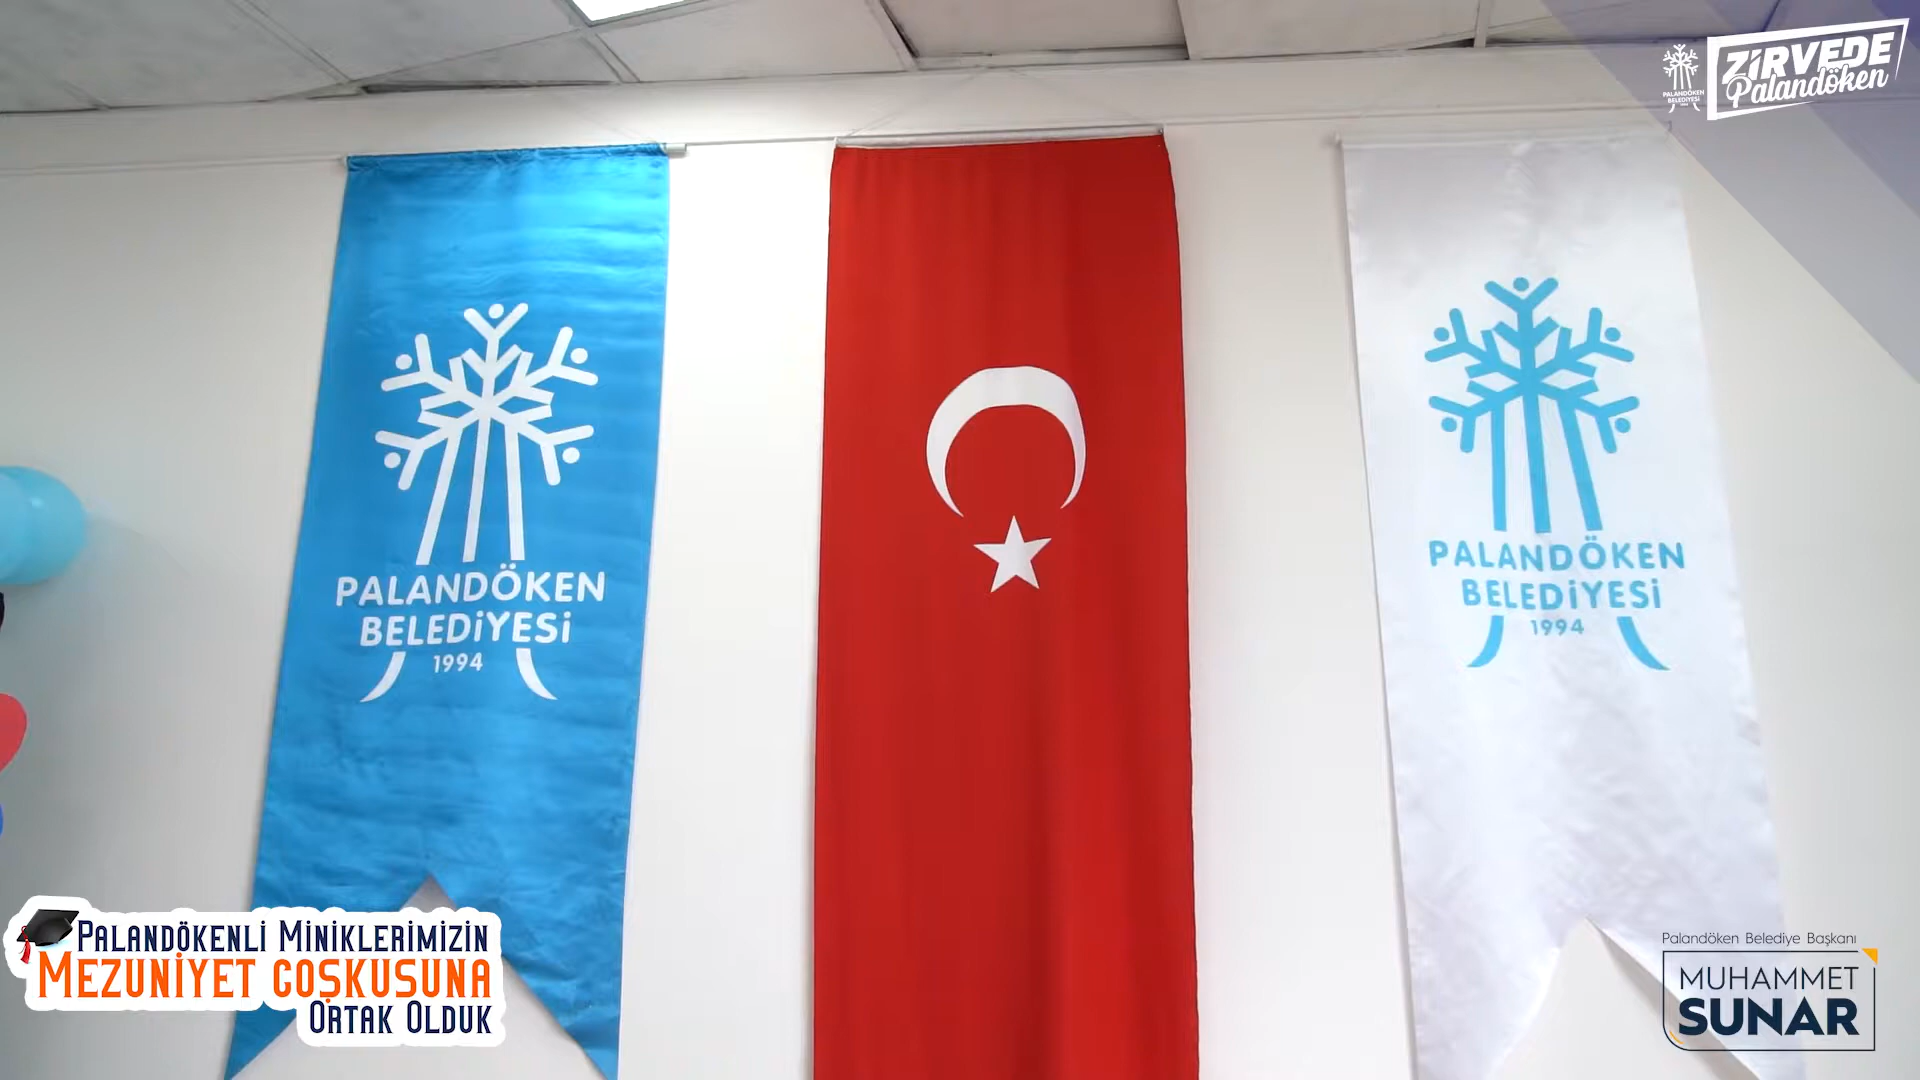 PALANDÖKEN
BELEDİYESİ
1994
ZİRVEDE
Palandöken
PALANDÖKEN
BELEDİYESİ
1994
PALANDÖKEN
BELEDİYESİ
1994
PALANDÖKENLİ MİNİKLERİMİZİN
MEZUNİYET COŞKUSUNA
ORTAK OLDUK
Palandöken Belediye Başkanı
MUHAMMET
SUNAR